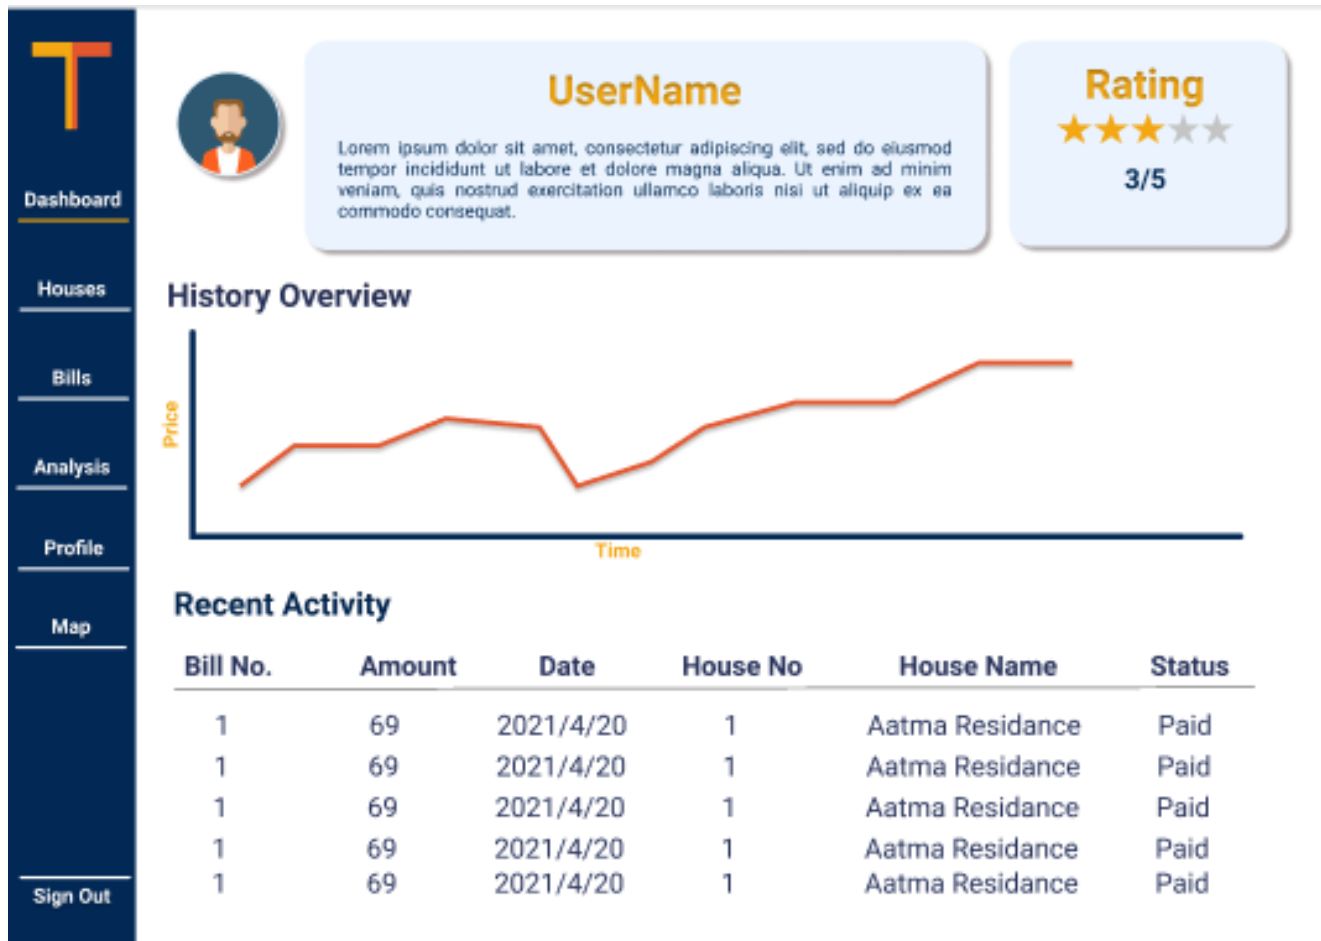 T
Dashboard
Houses
Bills
Analysis
Profile
Map
Sign Out
UserName
Lorem ipsum dolor sit amet, consectetur adipiscing elit, sed do eiusmod
tempor incididunt ut labore et dolore magna aliqua. Ut enim ad minim
veniam, quis nostrud exercitation ullamco laboris nisi ut aliquip ex ea
commodo consequat.
Rating
3/5
History Overview
Price
Time
Recent Activity
Bill No. Amount Date House No House Name Status
1 69 2021/4/20 1 Aatma Residance Paid
1 69 2021/4/20 1 Aatma Residance Paid
1 69 2021/4/20 1 Aatma Residance Paid
1 69 2021/4/20 1 Aatma Residance Paid
1 69 2021/4/20 1 Aatma Residance Paid